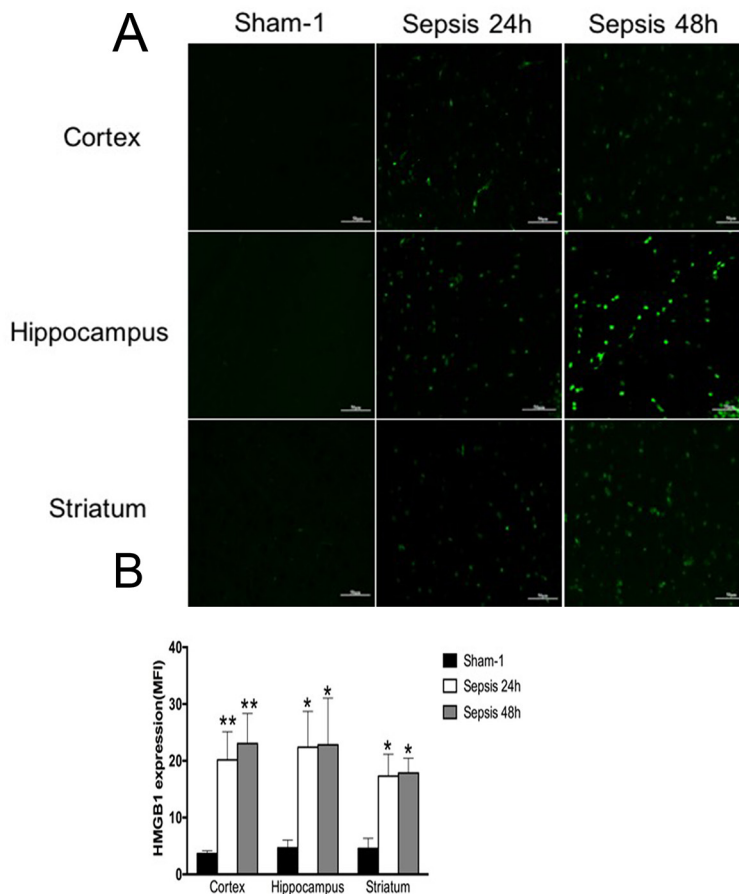 A
Sham-1 Sepsis 24h Sepsis 48h
Cortex
Hippocampus
Striatum
B
HMGB1 expression(MFI)
40
30
20
10
0
** ** * * * *
Cortex Hippocampus Striatum
Sham-1
Sepsis 24h
Sepsis 48h